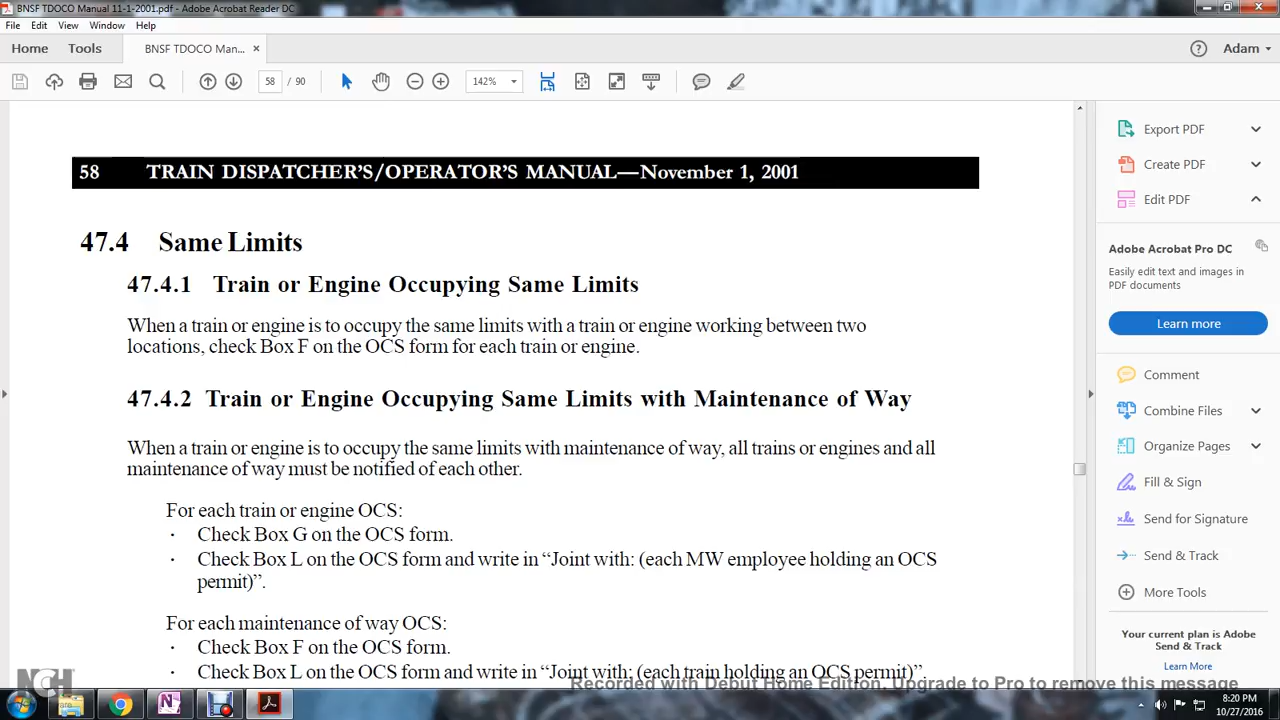 BNSF TDOCO Manual 11-1-2001.pdf - Adobe Acrobat Reader DC
File Edit View Window Help
Home Tools BNSF TDOCO Man... × Adam
58 / 90 142%
58 TRAIN DISPATCHER'S/OPERATOR'S MANUAL—November 1, 2001
47.4 Same Limits
47.4.1 Train or Engine Occupying Same Limits
When a train or engine is to occupy the same limits with a train or engine working between two
locations, check Box F on the OCS form for each train or engine.
47.4.2 Train or Engine Occupying Same Limits with Maintenance of Way
When a train or engine is to occupy the same limits with maintenance of way, all trains or engines and all
maintenance of way must be notified of each other.
For each train or engine OCS:
· Check Box G on the OCS form.
· Check Box L on the OCS form and write in “Joint with: (each MW employee holding an OCS
permit)”.
For each maintenance of way OCS:
· Check Box F on the OCS form.
· Check Box L on the OCS form and write in “Joint with: (each train holding an OCS permit)”.
Export PDF
Create PDF
Edit PDF
Adobe Acrobat Pro DC
Easily edit text and images in
PDF documents
Learn more
Comment
Combine Files
Organize Pages
Fill & Sign
Send for Signature
Send & Track
More Tools
Your current plan is Adobe
Send & Track
Learn More
NCH
Recorded with Debut Home Edition. Upgrade to Pro to remove this message
8:20 PM
10/27/2016